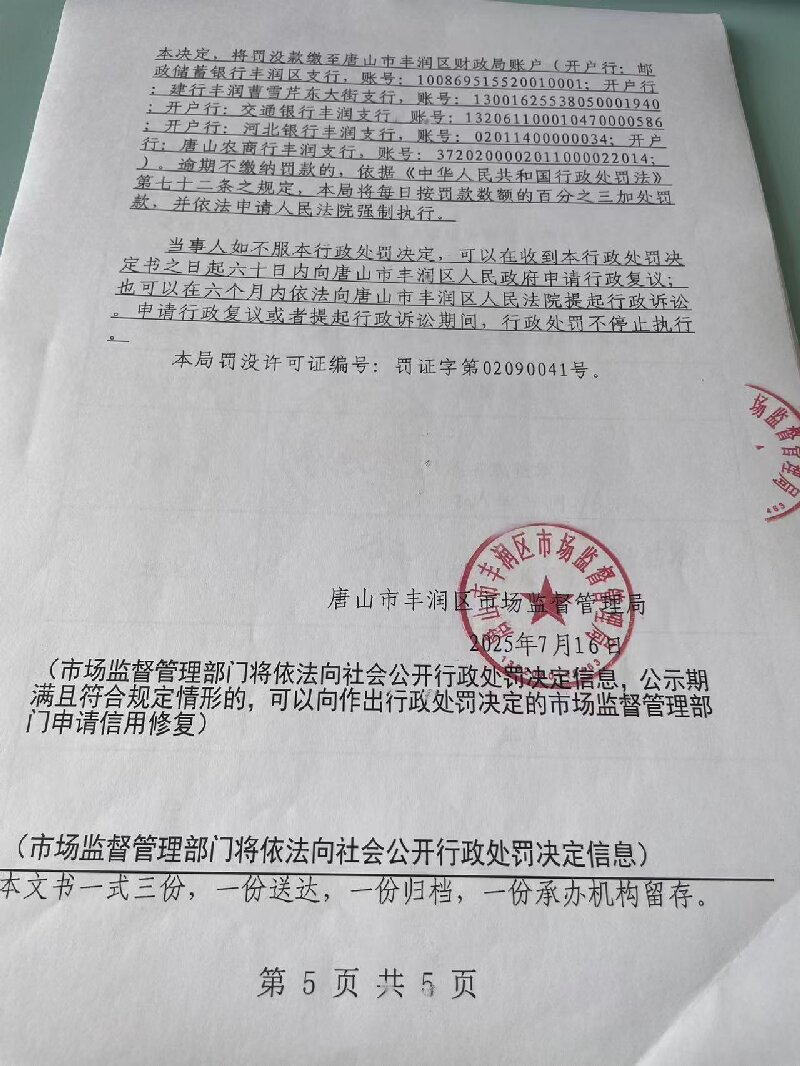 本决定，将罚没款缴至唐山市丰润区财政局账户（开户行：邮
政储蓄银行丰润区支行，账号：100869515520010001；开户行
：建行丰润曹雪芹东大街支行，账号：13001625538050001940
；开户行：交通银行丰润支行，账号：132061100010470000586
；开户行：河北银行丰润支行，账号：02011400000034；开户
行：唐山农商行丰润支行，账号：3720200002011000022014；
）。逾期不缴纳罚款的，依据《中华人民共和国行政处罚法》
第七十二条之规定，本局将每日按罚款数额的百分之三加处罚
款，并依法申请人民法院强制执行。
当事人如不服本行政处罚决定，可以在收到本行政处罚决
定书之日起六十日内向唐山市丰润区人民政府申请行政复议；
也可以在六个月内依法向唐山市丰润区人民法院提起行政诉讼
。申请行政复议或者提起行政诉讼期间，行政处罚不停止执行
。
本局罚没许可证编号：罚证字第02090041号。
场监督管理局
唐山市丰润区市场监督管理局
唐山市丰润区市场监督管理局
2025年7月16日
（市场监督管理部门将依法向社会公开行政处罚决定信息，公示期
满且符合规定情形的，可以向作出行政处罚决定的市场监督管理部
门申请信用修复）
（市场监督管理部门将依法向社会公开行政处罚决定信息）
本文书一式三份，一份送达，一份归档，一份承办机构留存。
第 5 页 共 5 页